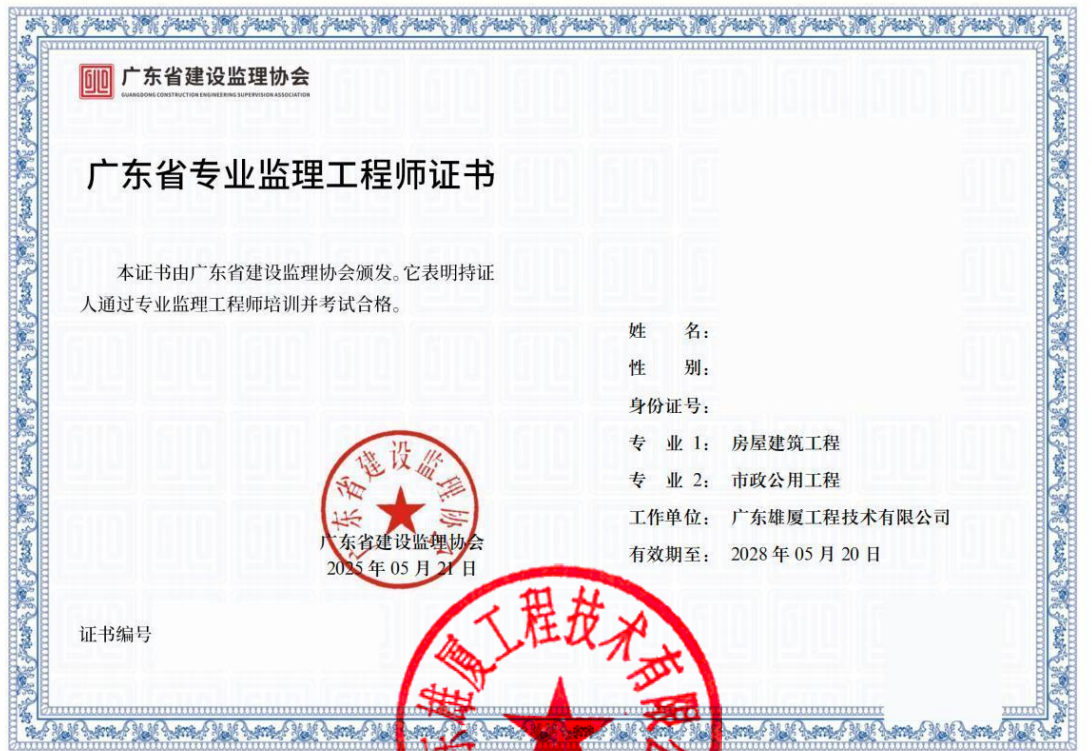 广东省建设监理协会
GUANGDONG CONSTRUCTION ENGINEERING SUPERVISION ASSOCIATION
广东省专业监理工程师证书
本证书由广东省建设监理协会颁发。它表明持证
人通过专业监理工程师培训并考试合格。
姓 名：
性 别：
身份证号：
专 业 1： 房屋建筑工程
专 业 2： 市政公用工程
工作单位： 广东雄厦工程技术有限公司
有效期至： 2028 年 05 月 20 日
广东省建设监理协会
广东省建设监理协会
2025 年 05 月 21 日
证书编号
东雄厦工程技术有限公